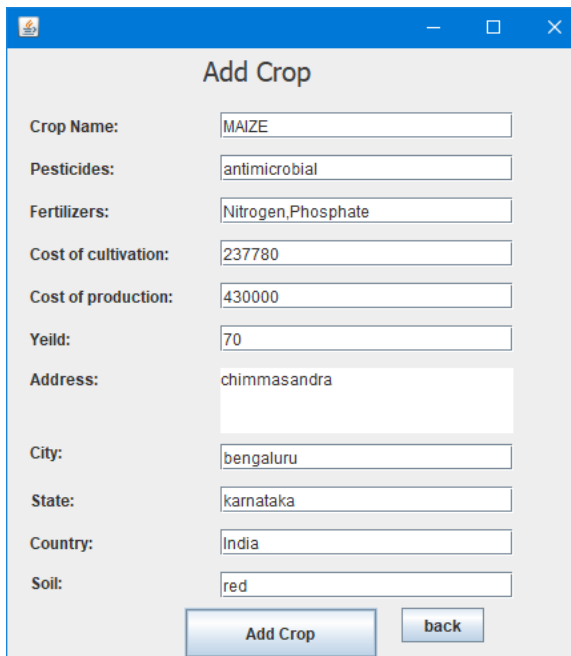 Add Crop
Crop Name: MAIZE
Pesticides: antimicrobial
Fertilizers: Nitrogen,Phosphate
Cost of cultivation: 237780
Cost of production: 430000
Yeild: 70
Address: chimmasandra
City: bengaluru
State: karnataka
Country: India
Soil: red
Add Crop back